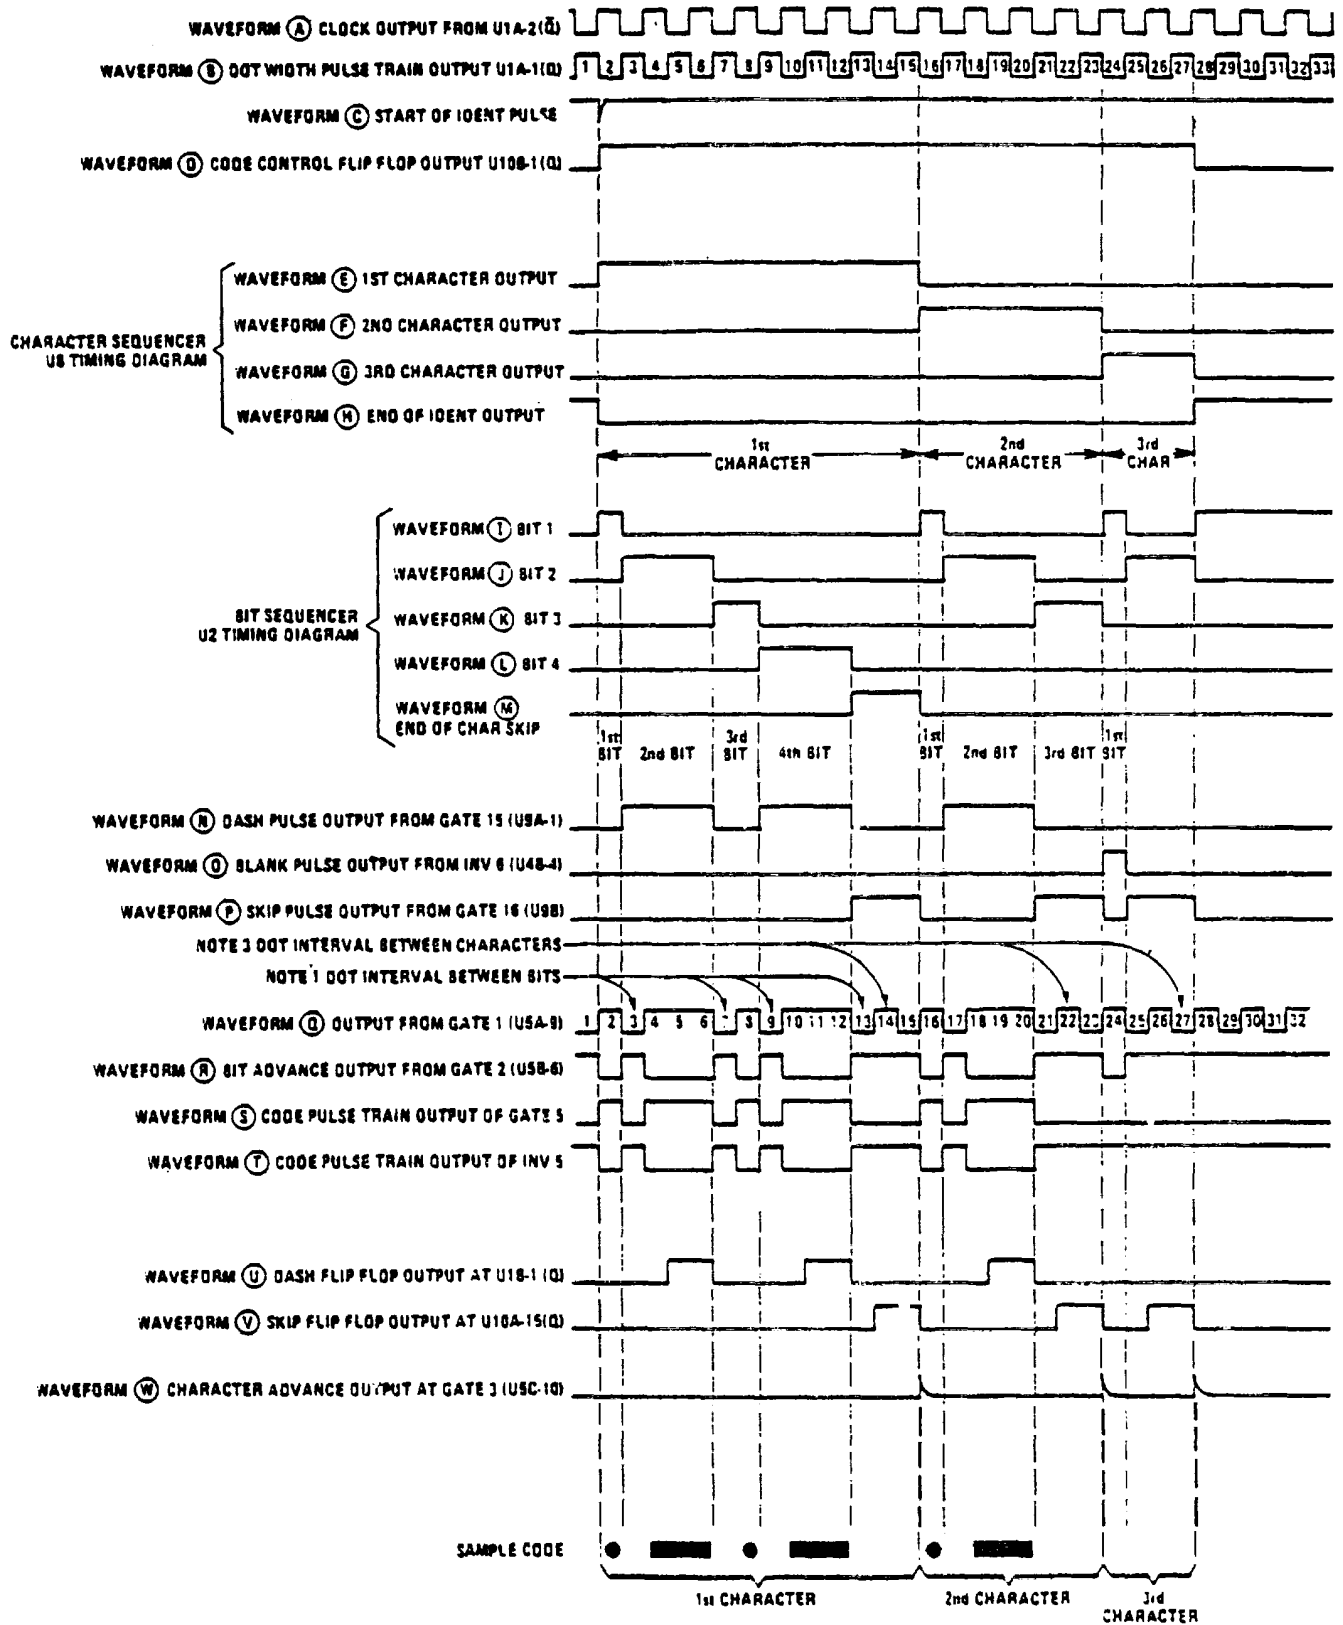 WAVEFORM (A) CLOCK OUTPUT FROM U1A-2(Q̄)
WAVEFORM (B) DOT WIDTH PULSE TRAIN OUTPUT U1A-1(Q) 1 2 3 4 5 6 7 8 9 10 11 12 13 14 15 16 17 18 19 20 21 22 23 24 25 26 27 28 29 30 31 32 33
WAVEFORM (C) START OF IDENT PULSE
WAVEFORM (D) CODE CONTROL FLIP FLOP OUTPUT U10B-1(Q)
CHARACTER SEQUENCER
U8 TIMING DIAGRAM
WAVEFORM (E) 1ST CHARACTER OUTPUT
WAVEFORM (F) 2ND CHARACTER OUTPUT
WAVEFORM (G) 3RD CHARACTER OUTPUT
WAVEFORM (H) END OF IDENT OUTPUT
1st
CHARACTER
2nd
CHARACTER
3rd
CHAR
BIT SEQUENCER
U2 TIMING DIAGRAM
WAVEFORM (I) BIT 1
WAVEFORM (J) BIT 2
WAVEFORM (K) BIT 3
WAVEFORM (L) BIT 4
WAVEFORM (M)
END OF CHAR SKIP
1st
BIT
2nd BIT
3rd
BIT
4th BIT
1st
BIT
2nd BIT
3rd BIT
1st
BIT
WAVEFORM (N) DASH PULSE OUTPUT FROM GATE 15 (U9A-1)
WAVEFORM (O) BLANK PULSE OUTPUT FROM INV 6 (U4B-4)
WAVEFORM (P) SKIP PULSE OUTPUT FROM GATE 16 (U9B)
NOTE 3 DOT INTERVAL BETWEEN CHARACTERS
NOTE 1 DOT INTERVAL BETWEEN BITS
WAVEFORM (Q) OUTPUT FROM GATE 1 (U5A-9) 1 2 3 4 5 6 7 8 9 10 11 12 13 14 15 16 17 18 19 20 21 22 23 24 25 26 27 28 29 30 31 32
WAVEFORM (R) BIT ADVANCE OUTPUT FROM GATE 2 (U5B-6)
WAVEFORM (S) CODE PULSE TRAIN OUTPUT OF GATE 5
WAVEFORM (T) CODE PULSE TRAIN OUTPUT OF INV 5
WAVEFORM (U) DASH FLIP FLOP OUTPUT AT U1B-1 (Q)
WAVEFORM (V) SKIP FLIP FLOP OUTPUT AT U10A-15(Q)
WAVEFORM (W) CHARACTER ADVANCE OUTPUT AT GATE 3 (U5C-10)
SAMPLE CODE
1st CHARACTER
2nd CHARACTER
3rd
CHARACTER